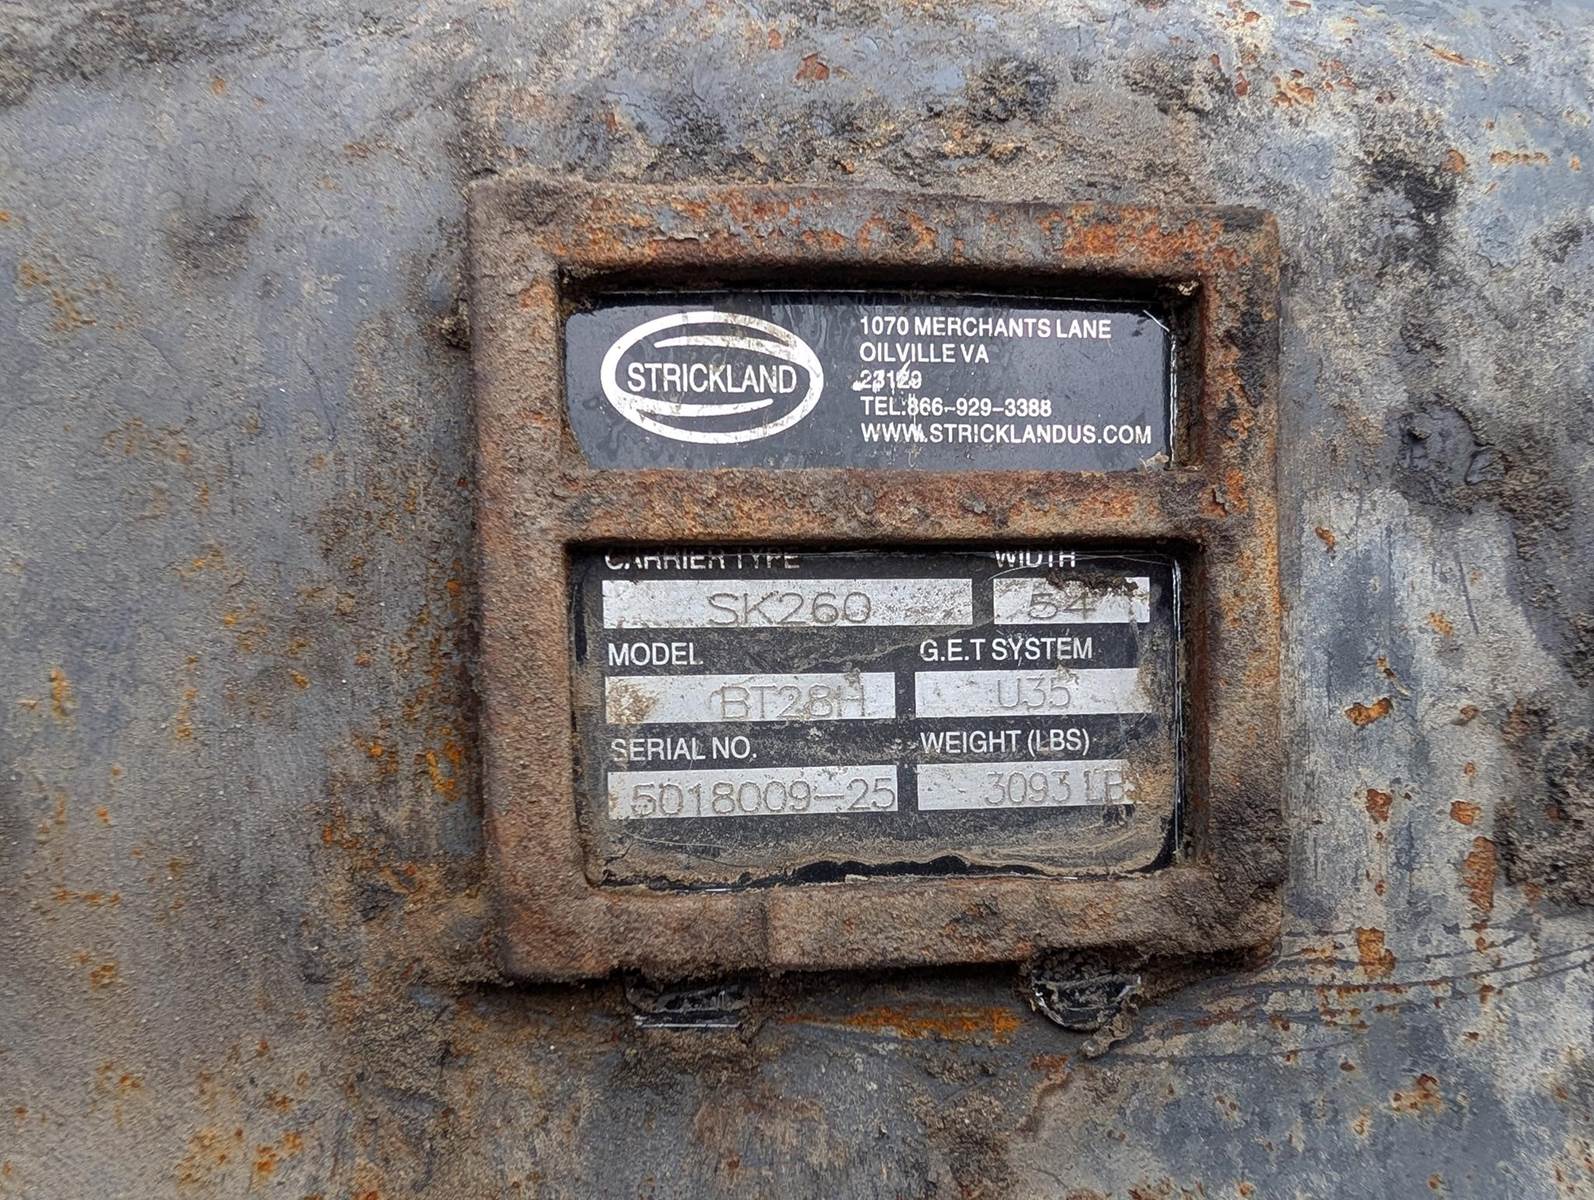 STRICKLAND
1070 MERCHANTS LANE
OILVILLE VA
23129
TEL:866-929-3388
WWW.STRICKLANDUS.COM
CARRIER TYPE WIDTH
SK260 54
MODEL G.E.T SYSTEM
BT28H U35
SERIAL NO. WEIGHT (LBS)
5018009-25 3093 LB